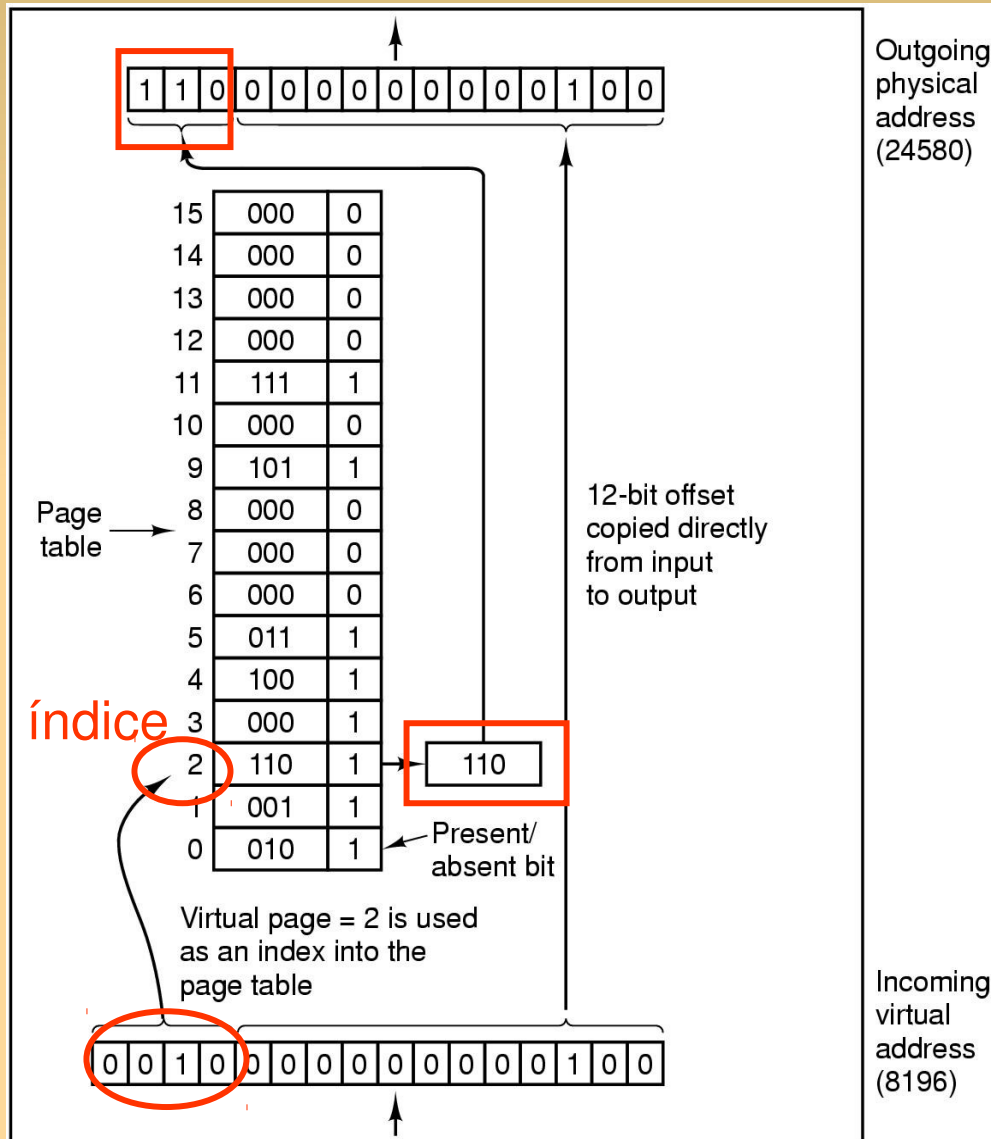 1 1 0 0 0 0 0 0 0 0 0 0 1 0 0
Outgoing
physical
address
(24580)
15 000 0
14 000 0
13 000 0
12 000 0
11 111 1
10 000 0
9 101 1
8 000 0
7 000 0
6 000 0
5 011 1
4 100 1
3 000 1
2 110 1
1 001 1
0 010 1
Page
table
índice
110
12-bit offset
copied directly
from input
to output
Present/
absent bit
Virtual page = 2 is used
as an index into the
page table
0 0 1 0 0 0 0 0 0 0 0 0 0 1 0 0
Incoming
virtual
address
(8196)